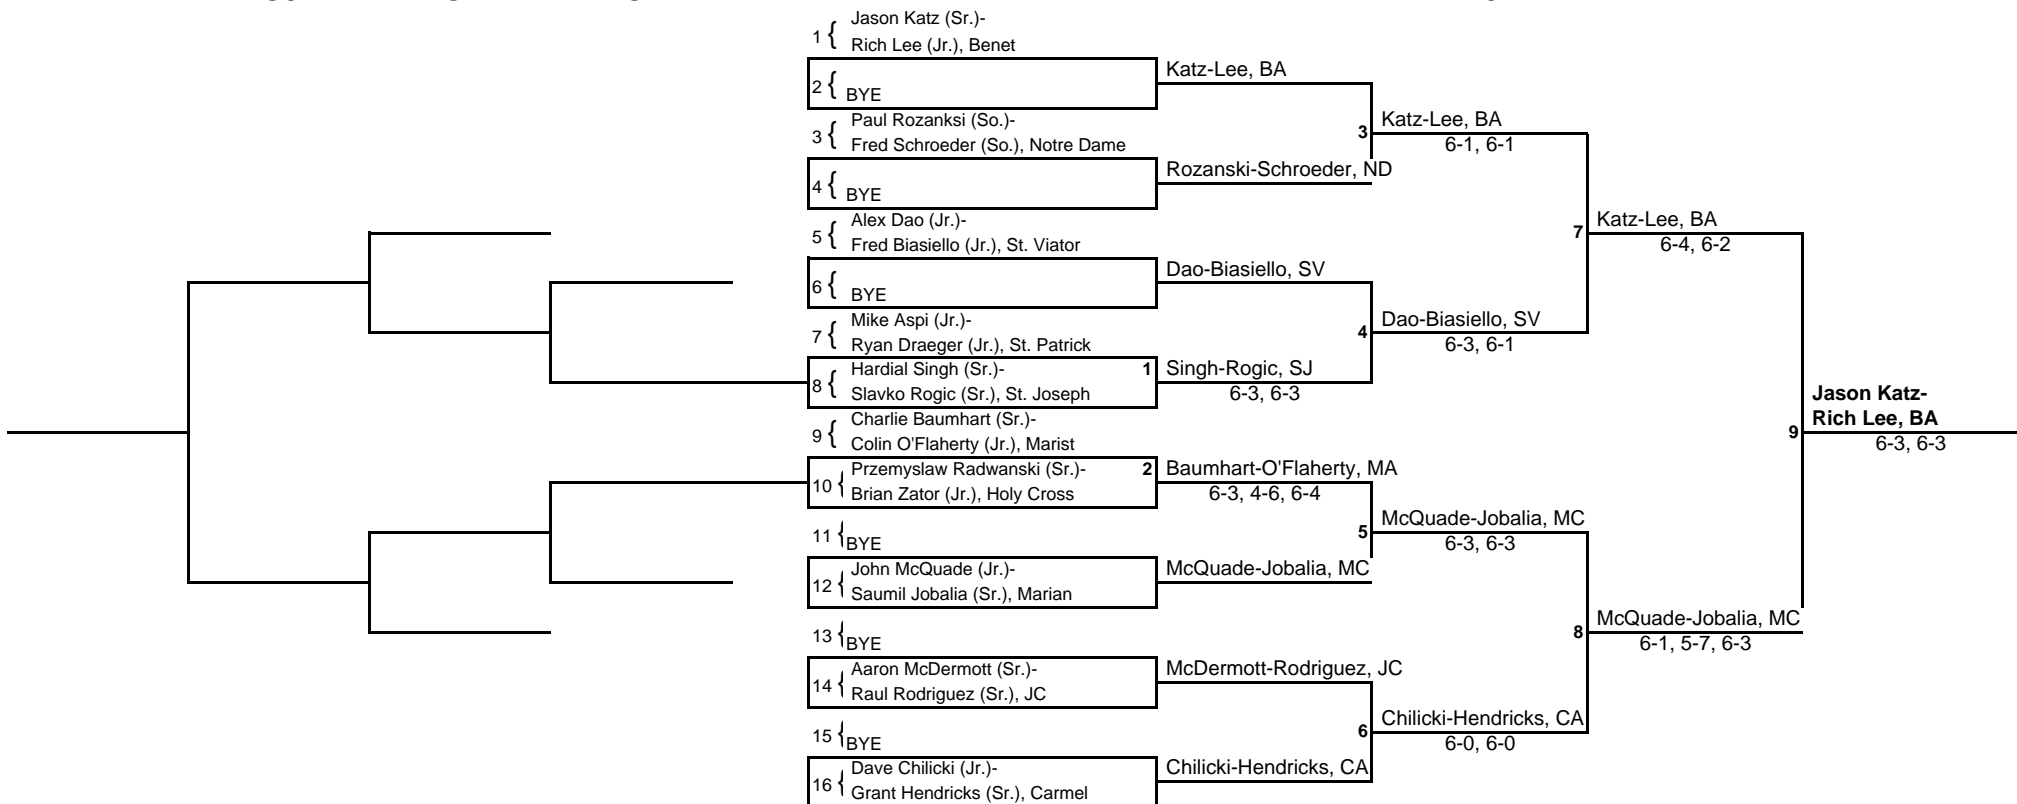 Jason Katz (Sr.)-
1 {
Rich Lee (Jr.), Benet
Katz-Lee, BA
2 { BYE
Paul Rozanksi (So.)-
3 {
Fred Schroeder (So.), Notre Dame
3 Katz-Lee, BA
6-1, 6-1
Rozanski-Schroeder, ND
4 { BYE
Alex Dao (Jr.)-
5 {
Fred Biasiello (Jr.), St. Viator
7 Katz-Lee, BA
6-4, 6-2
Dao-Biasiello, SV
6 { BYE
Mike Aspi (Jr.)-
7 {
Ryan Draeger (Jr.), St. Patrick
4 Dao-Biasiello, SV
6-3, 6-1
Hardial Singh (Sr.)-
8 {
Slavko Rogic (Sr.), St. Joseph
1 Singh-Rogic, SJ
6-3, 6-3
Charlie Baumhart (Sr.)-
9 {
Colin O'Flaherty (Jr.), Marist
Jason Katz-
Rich Lee, BA
9
6-3, 6-3
Przemyslaw Radwanski (Sr.)-
10 {
Brian Zator (Jr.), Holy Cross
2 Baumhart-O'Flaherty, MA
6-3, 4-6, 6-4
11 { BYE
5 McQuade-Jobalia, MC
6-3, 6-3
John McQuade (Jr.)-
12 {
Saumil Jobalia (Sr.), Marian
McQuade-Jobalia, MC
13 { BYE
8 McQuade-Jobalia, MC
6-1, 5-7, 6-3
Aaron McDermott (Sr.)-
14 {
Raul Rodriguez (Sr.), JC
McDermott-Rodriguez, JC
15 { BYE
6 Chilicki-Hendricks, CA
6-0, 6-0
Dave Chilicki (Jr.)-
16 {
Grant Hendricks (Sr.), Carmel
Chilicki-Hendricks, CA